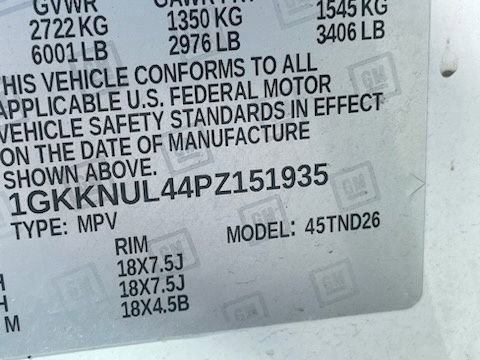 GVWR GAWR FRT
2722 KG 1350 KG 1545 KG
6001 LB 2976 LB 3406 LB
THIS VEHICLE CONFORMS TO ALL
APPLICABLE U.S. FEDERAL MOTOR
VEHICLE SAFETY STANDARDS IN EFFECT
ON THE DATE OF MANUFACTURE
SHOWN ABOVE.
1GKKNUL44PZ151935
TYPE: MPV MODEL: 45TND26
RIM
18X7.5J
18X7.5J
M 18X4.5B